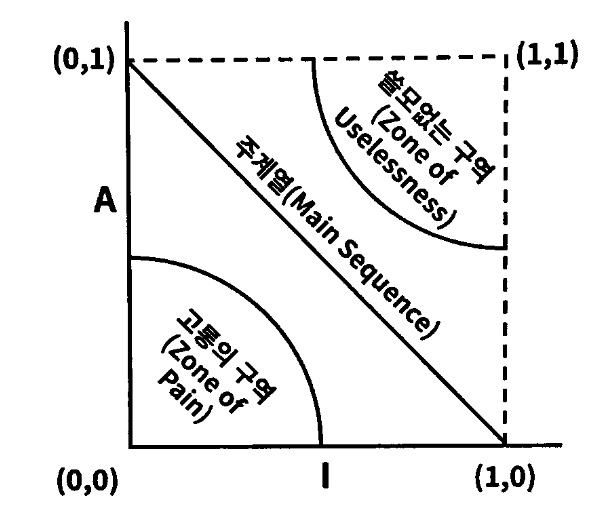 (0,1)
(1,1)
쓸모없는 구역
(Zone of
Uselessness)
주계열(Main Sequence)
A
고통의 구역
(Zone of
Pain)
(0,0)
I
(1,0)